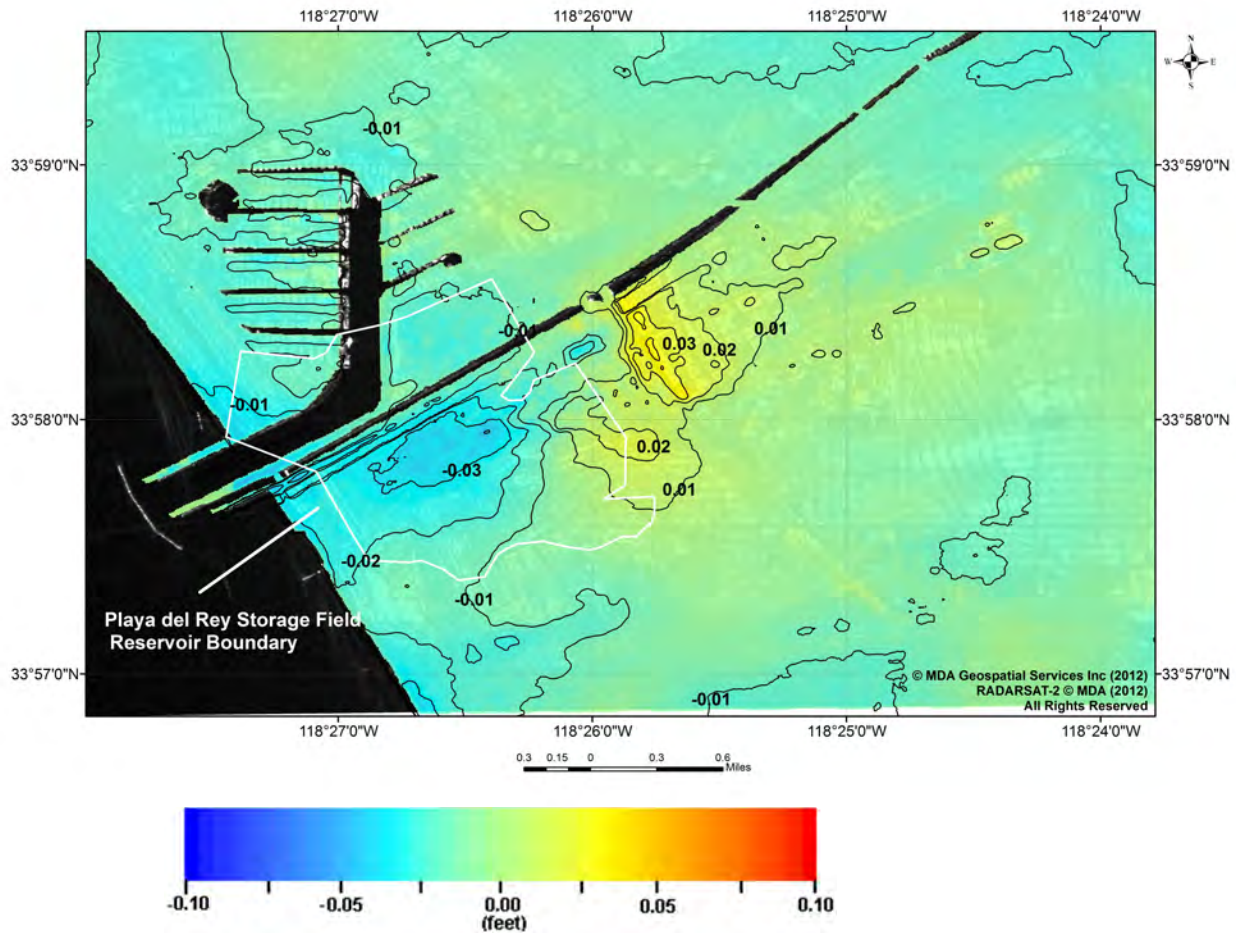 118°27'0"W 118°26'0"W 118°25'0"W 118°24'0"W
N
W E
S
33°59'0"N 33°59'0"N
-0.01
-0.01
0.01
0.03
0.02
33°58'0"N 33°58'0"N
-0.01
0.02
-0.03
0.01
-0.02
-0.01
Playa del Rey Storage Field
Reservoir Boundary
33°57'0"N 33°57'0"N
-0.01
© MDA Geospatial Services Inc (2012)
RADARSAT-2 © MDA (2012)
All Rights Reserved
118°27'0"W 118°26'0"W 118°25'0"W 118°24'0"W
0.3 0.15 0 0.3 0.6
Miles
-0.10 -0.05 0.00 0.05 0.10
(feet)